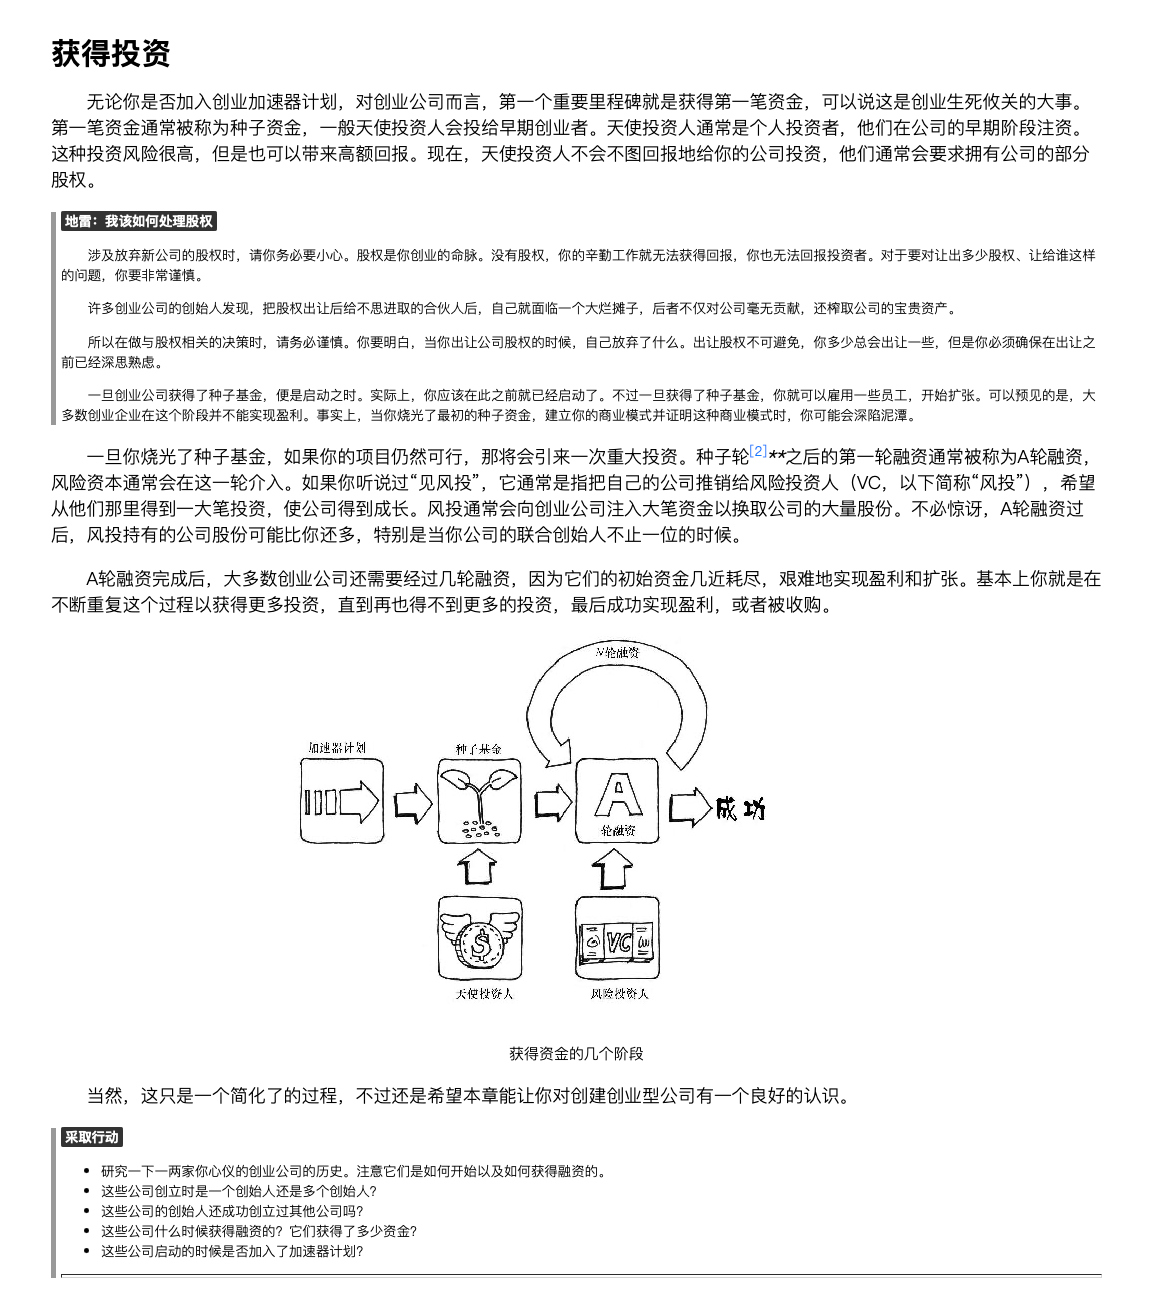 获得投资
无论你是否加入创业加速器计划，对创业公司而言，第一个重要里程碑就是获得第一笔资金，可以说这是创业生死攸关的大事。
第一笔资金通常被称为种子资金，一般天使投资人会投给早期创业者。天使投资人通常是个人投资者，他们在公司的早期阶段注资。
这种投资风险很高，但是也可以带来高额回报。现在，天使投资人不会不图回报地给你的公司投资，他们通常会要求拥有公司的部分
股权。
地雷：我该如何处理股权
涉及放弃新公司的股权时，请你务必要小心。股权是你创业的命脉。没有股权，你的辛勤工作就无法获得回报，你也无法回报投资者。对于要对让出多少股权、让给谁这样
的问题，你要非常谨慎。
许多创业公司的创始人发现，把股权出让后给不思进取的合伙人后，自己就面临一个大烂摊子，后者不仅对公司毫无贡献，还榨取公司的宝贵资产。
所以在做与股权相关的决策时，请务必谨慎。你要明白，当你出让公司股权的时候，自己放弃了什么。出让股权不可避免，你多少总会出让一些，但是你必须确保在出让之
前已经深思熟虑。
一旦创业公司获得了种子基金，便是启动之时。实际上，你应该在此之前就已经启动了。不过一旦获得了种子基金，你就可以雇用一些员工，开始扩张。可以预见的是，大
多数创业企业在这个阶段并不能实现盈利。事实上，当你烧光了最初的种子资金，建立你的商业模式并证明这种商业模式时，你可能会深陷泥潭。
一旦你烧光了种子基金，如果你的项目仍然可行，那将会引来一次重大投资。种子轮[2]**之后的第一轮融资通常被称为A轮融资，
风险资本通常会在这一轮介入。如果你听说过“见风投”，它通常是指把自己的公司推销给风险投资人（VC，以下简称“风投”），希望
从他们那里得到一大笔投资，使公司得到成长。风投通常会向创业公司注入大笔资金以换取公司的大量股份。不必惊讶，A轮融资过
后，风投持有的公司股份可能比你还多，特别是当你公司的联合创始人不止一位的时候。
A轮融资完成后，大多数创业公司还需要经过几轮融资，因为它们的初始资金几近耗尽，艰难地实现盈利和扩张。基本上你就是在
不断重复这个过程以获得更多投资，直到再也得不到更多的投资，最后成功实现盈利，或者被收购。
N轮融资
加速器计划
种子基金
A
轮融资
成功
$
VC
天使投资人
风险投资人
获得资金的几个阶段
当然，这只是一个简化了的过程，不过还是希望本章能让你对创建创业型公司有一个良好的认识。
采取行动
• 研究一下一两家你心仪的创业公司的历史。注意它们是如何开始以及如何获得融资的。
• 这些公司创立时是一个创始人还是多个创始人？
• 这些公司的创始人还成功创立过其他公司吗？
• 这些公司什么时候获得融资的？它们获得了多少资金？
• 这些公司启动的时候是否加入了加速器计划？